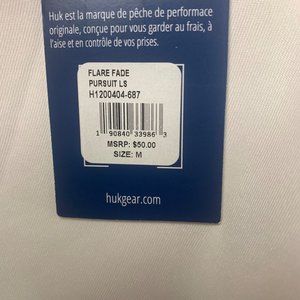 Huk est la marque de pêche de performace
originale, conçue pour vous garder au frais, à
l'aise et en contrôle de vos prises.
FLARE FADE
PURSUIT LS
H1200404-687
1 90840 33986 3
MSRP: $50.00
SIZE: M
hukgear.com